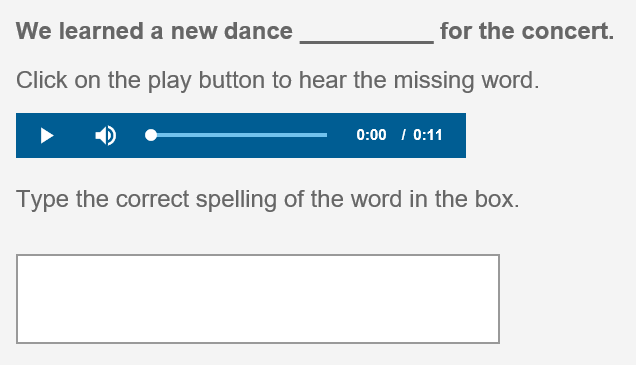 We learned a new dance __________ for the concert.
Click on the play button to hear the missing word.
0:00 / 0:11
Type the correct spelling of the word in the box.